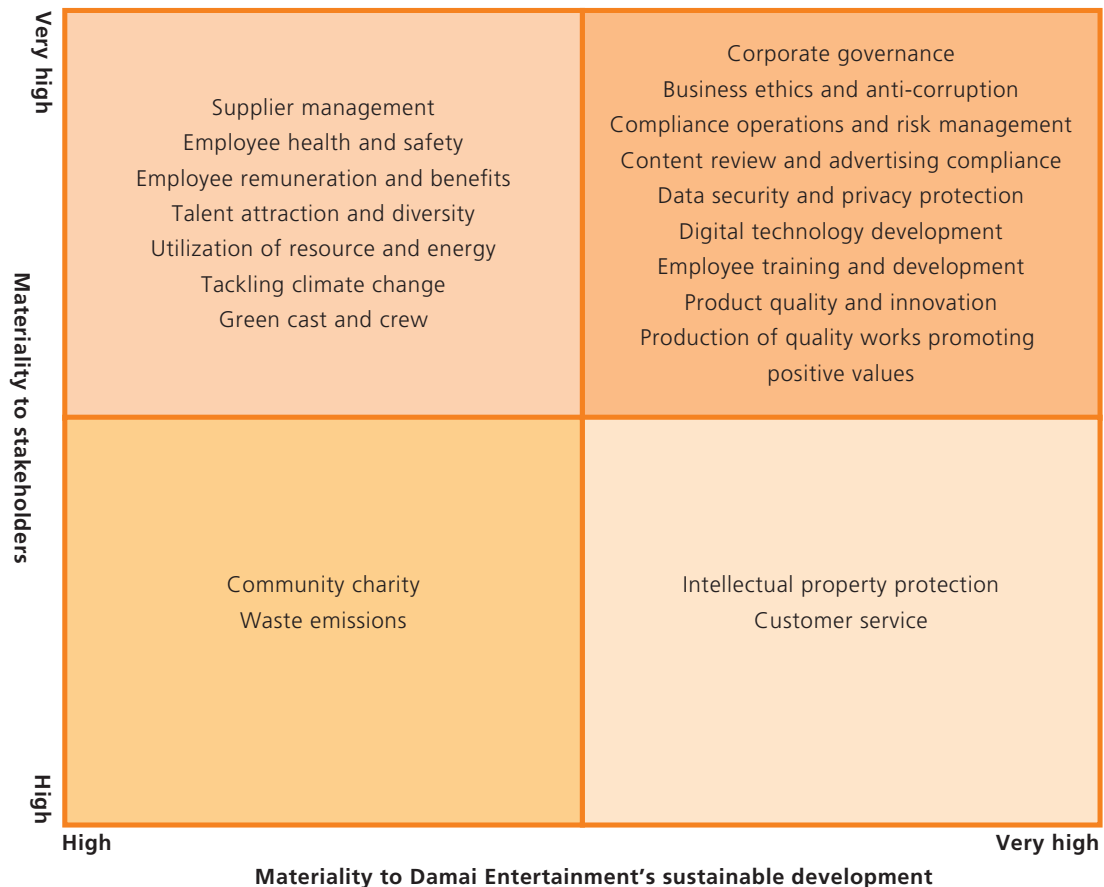 Very high
Materiality to stakeholders
High
Supplier management
Employee health and safety
Employee remuneration and benefits
Talent attraction and diversity
Utilization of resource and energy
Tackling climate change
Green cast and crew
Corporate governance
Business ethics and anti-corruption
Compliance operations and risk management
Content review and advertising compliance
Data security and privacy protection
Digital technology development
Employee training and development
Product quality and innovation
Production of quality works promoting
positive values
Community charity
Waste emissions
Intellectual property protection
Customer service
High
Very high
Materiality to Damai Entertainment's sustainable development